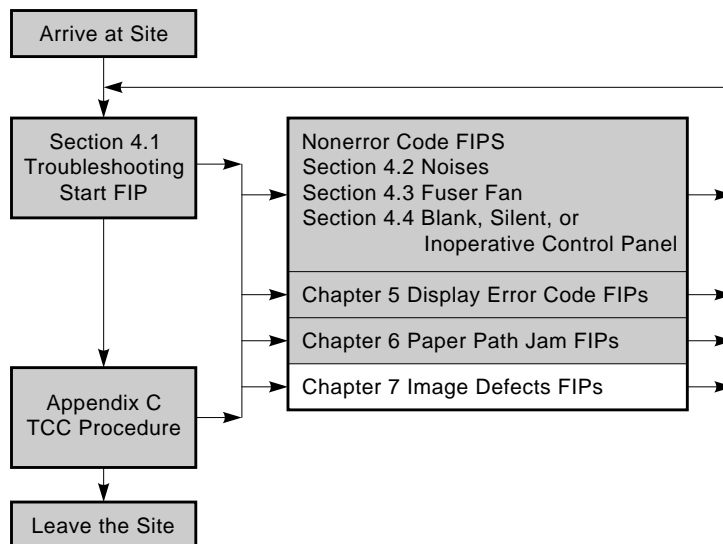 Arrive at Site
Section 4.1
Troubleshooting
Start FIP
Nonerror Code FIPS
Section 4.2 Noises
Section 4.3 Fuser Fan
Section 4.4 Blank, Silent, or
Inoperative Control Panel
Chapter 5 Display Error Code FIPs
Chapter 6 Paper Path Jam FIPs
Chapter 7 Image Defects FIPs
Appendix C
TCC Procedure
Leave the Site